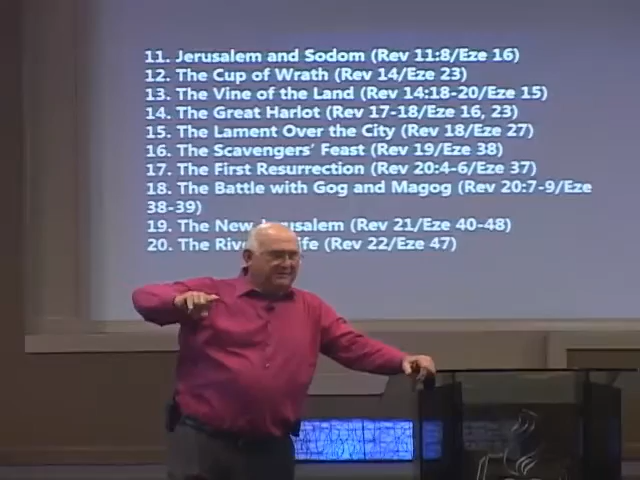 11. Jerusalem and Sodom (Rev 11:8/Eze 16)
12. The Cup of Wrath (Rev 14/Eze 23)
13. The Vine of the Land (Rev 14:18-20/Eze 15)
14. The Great Harlot (Rev 17-18/Eze 16, 23)
15. The Lament Over the City (Rev 18/Eze 27)
16. The Scavengers' Feast (Rev 19/Eze 38)
17. The First Resurrection (Rev 20:4-6/Eze 37)
18. The Battle with Gog and Magog (Rev 20:7-9/Eze
38-39)
19. The New Jerusalem (Rev 21/Eze 40-48)
20. The (Rev 22/Eze 47)